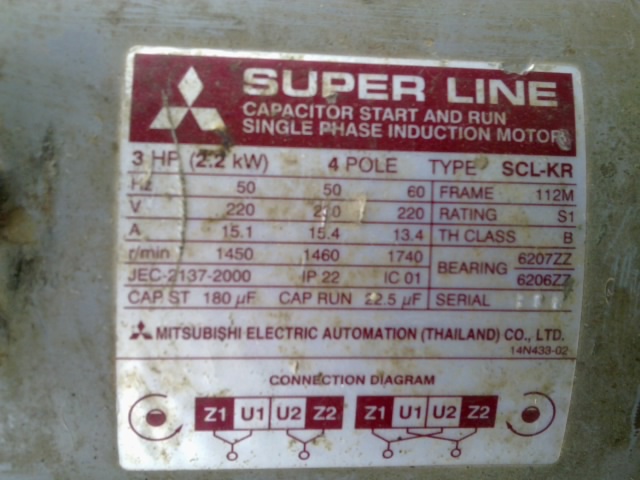 SUPER LINE
CAPACITOR START AND RUN
SINGLE PHASE INDUCTION MOTOR
3 HP (2.2 kW) 4 POLE TYPE SCL-KR
Hz 50 50 60 FRAME 112M
V 220 220 RATING S1
A 15.1 15.4 13.4 TH CLASS B
r/min 1450 1460 1740 BEARING 6207ZZ
JEC-2137-2000 IP 22 IC 01 6206ZZ
CAP ST 180 µF CAP RUN 22.5 µF SERIAL
MITSUBISHI ELECTRIC AUTOMATION (THAILAND) CO., LTD.
14N433-02
CONNECTION DIAGRAM
Z1 U1 U2 Z2 Z1 U1 U2 Z2